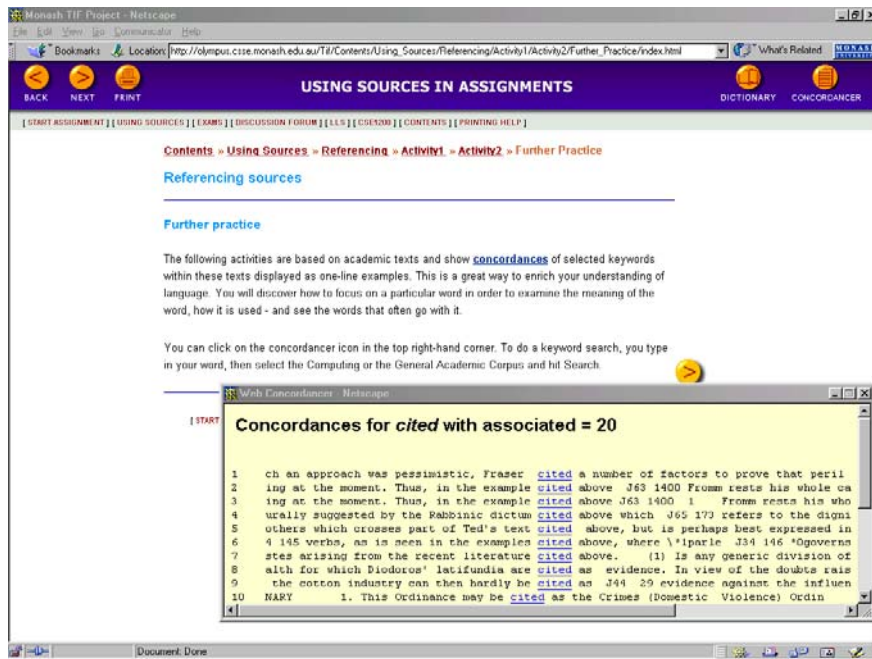 Monash TIF Project - Netscape
File Edit View Go Communicator Help
Bookmarks Location: http://olympus.csse.monash.edu.au/Tif/Contents/Using_Sources/Referencing/Activity1/Activity2/Further_Practice/index.html What's Related
BACK NEXT PRINT USING SOURCES IN ASSIGNMENTS DICTIONARY CONCORDANCER
[ START ASSIGNMENT ] [ USING SOURCES ] [ EXAMS ] [ DISCUSSION FORUM ] [ LLS ] [ CSE1200 ] [ CONTENTS ] [ PRINTING HELP ]
Contents » Using Sources » Referencing » Activity1 » Activity2 » Further Practice
Referencing sources
Further practice
The following activities are based on academic texts and show concordances of selected keywords
within these texts displayed as one-line examples. This is a great way to enrich your understanding of
language. You will discover how to focus on a particular word in order to examine the meaning of the
word, how it is used - and see the words that often go with it.
You can click on the concordancer icon in the top right-hand corner. To do a keyword search, you type
in your word, then select the Computing or the General Academic Corpus and hit Search.
Web Concordancer - Netscape
[ START
Concordances for cited with associated = 20
1 ch an approach was pessimistic, Fraser cited a number of factors to prove that peril
2 ing at the moment. Thus, in the example cited above J63 1400 Fromm rests his whole ca
3 ing at the moment. Thus, in the example cited above J63 1400 1 Fromm rests his who
4 urally suggested by the Rabbinic dictum cited above which J65 173 refers to the digni
5 others which crosses part of Ted's text cited above, but is perhaps best expressed in
6 4 145 verbs, as is seen in the examples cited above, where \*1parle J34 146 *0governs
7 stes arising from the recent literature cited above. (1) Is any generic division of
8 alth for which Diodoros' latifundia are cited as evidence. In view of the doubts rais
9 the cotton industry can then hardly be cited as J44 29 evidence against the influen
10 NARY 1. This Ordinance may be cited as the Crimes (Domestic Violence) Ordin
Document: Done